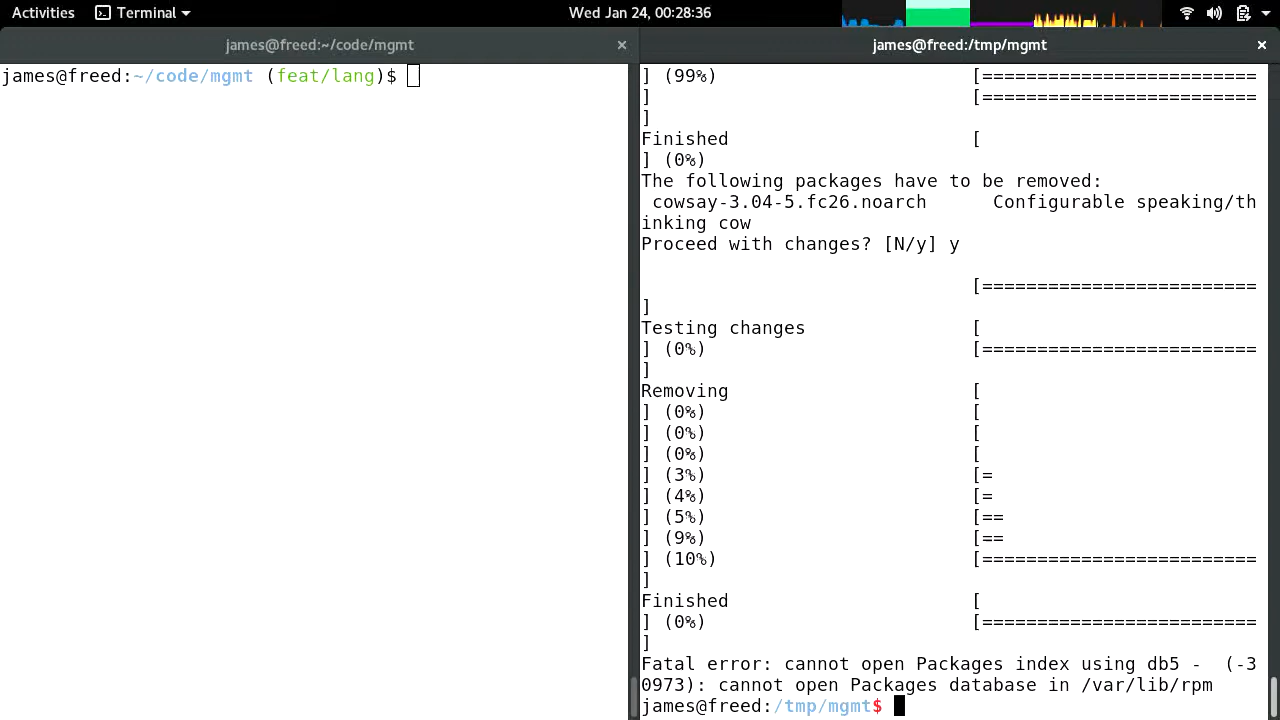 Activities Terminal Wed Jan 24, 00:28:36
james@freed:~/code/mgmt × james@freed:/tmp/mgmt ×
james@freed:~/code/mgmt (feat/lang)$
] (99%) [=========================
] [=========================
]
Finished [
] (0%)
The following packages have to be removed:
cowsay-3.04-5.fc26.noarch Configurable speaking/th
inking cow
Proceed with changes? [N/y] y
[=========================
]
Testing changes [
] (0%) [=========================
]
Removing [
] (0%) [
] (0%) [
] (0%) [
] (3%) [=
] (4%) [=
] (5%) [==
] (9%) [==
] (10%) [=========================
]
Finished [
] (0%) [=========================
]
Fatal error: cannot open Packages index using db5 - (-3
0973): cannot open Packages database in /var/lib/rpm
james@freed:/tmp/mgmt$